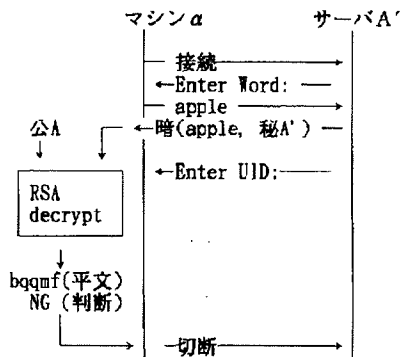 マシンα サーバA'
接続
Enter Word:
apple
公A 暗(apple, 秘A')
Enter UID:
RSA
decrypt
bqqmf(平文)
NG (判断)
切断